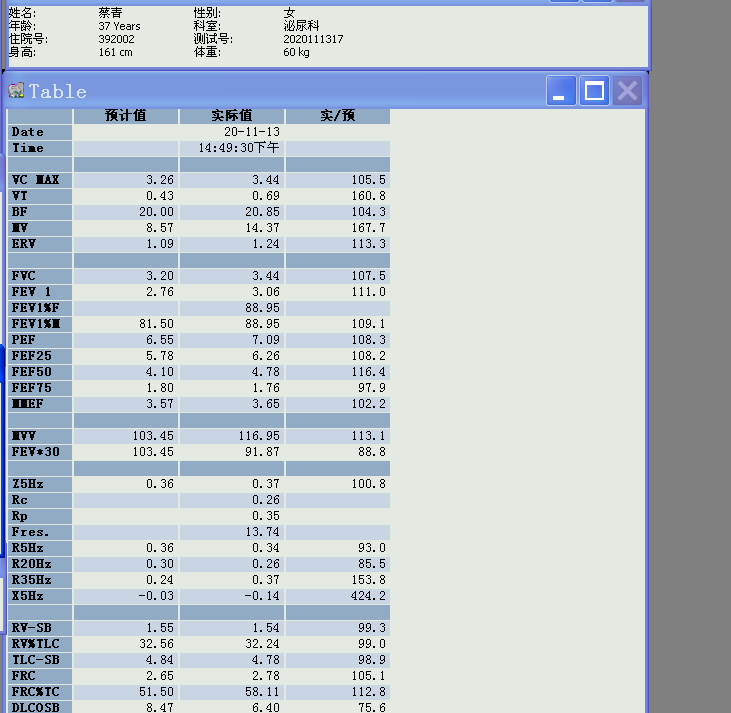 姓名: 蔡青 性别: 女
年龄: 37 Years 科室: 泌尿科
住院号: 392002 测试号: 2020111317
身高: 161 cm 体重: 60 kg
Table
预计值 实际值 实/预
Date 20-11-13
Time 14:49:30下午
VC MAX 3.26 3.44 105.5
VT 0.43 0.69 160.8
BF 20.00 20.85 104.3
MV 8.57 14.37 167.7
ERV 1.09 1.24 113.3
FVC 3.20 3.44 107.5
FEV 1 2.76 3.06 111.0
FEV1%F 88.95
FEV1%M 81.50 88.95 109.1
PEF 6.55 7.09 108.3
FEF25 5.78 6.26 108.2
FEF50 4.10 4.78 116.4
FEF75 1.80 1.76 97.9
MMEF 3.57 3.65 102.2
MVV 103.45 116.95 113.1
FEV*30 103.45 91.87 88.8
Z5Hz 0.36 0.37 100.8
Rc 0.26
Rp 0.35
Fres. 13.74
R5Hz 0.36 0.34 93.0
R20Hz 0.30 0.26 85.5
R35Hz 0.24 0.37 153.8
X5Hz -0.03 -0.14 424.2
RV-SB 1.55 1.54 99.3
RV%TLC 32.56 32.24 99.0
TLC-SB 4.84 4.78 98.9
FRC 2.65 2.78 105.1
FRC%TC 51.50 58.11 112.8
DLCOSB 8.47 6.40 75.6